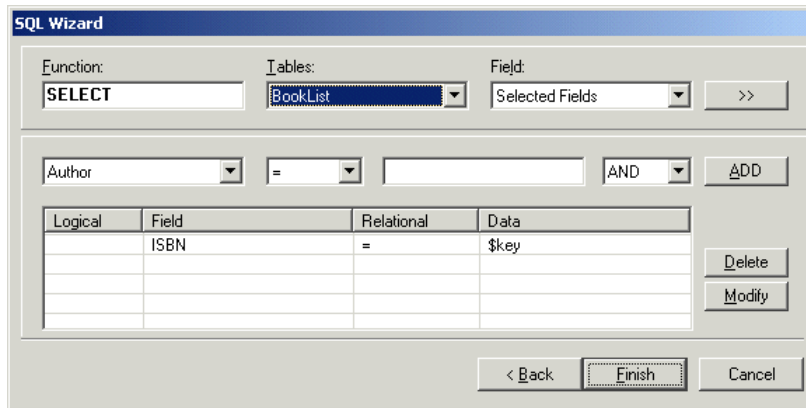 SQL Wizard
Function: Tables: Field:
SELECT BookList Selected Fields >>
Author = AND ADD
Logical Field Relational Data
ISBN = $key
Delete
Modify
< Back Finish Cancel